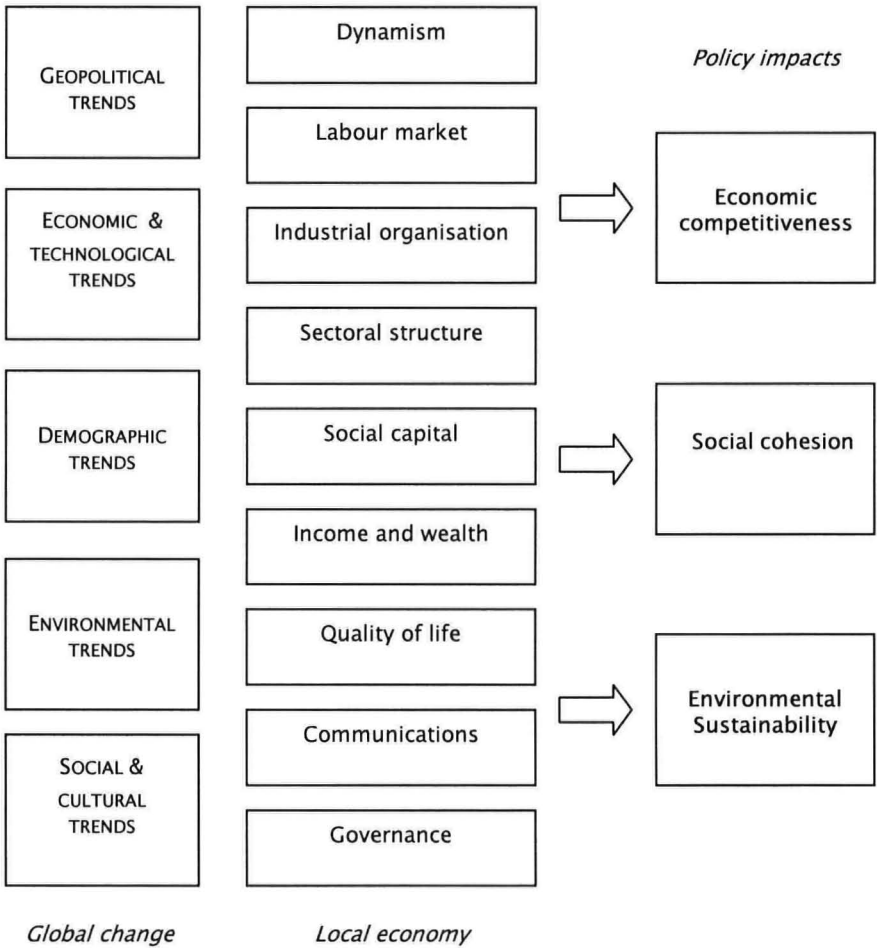 GEOPOLITICAL
TRENDS
ECONOMIC &
TECHNOLOGICAL
TRENDS
DEMOGRAPHIC
TRENDS
ENVIRONMENTAL
TRENDS
SOCIAL &
CULTURAL
TRENDS
Global change
Dynamism
Labour market
Industrial organisation
Sectoral structure
Social capital
Income and wealth
Quality of life
Communications
Governance
Local economy
Policy impacts
Economic
competitiveness
Social cohesion
Environmental
Sustainability